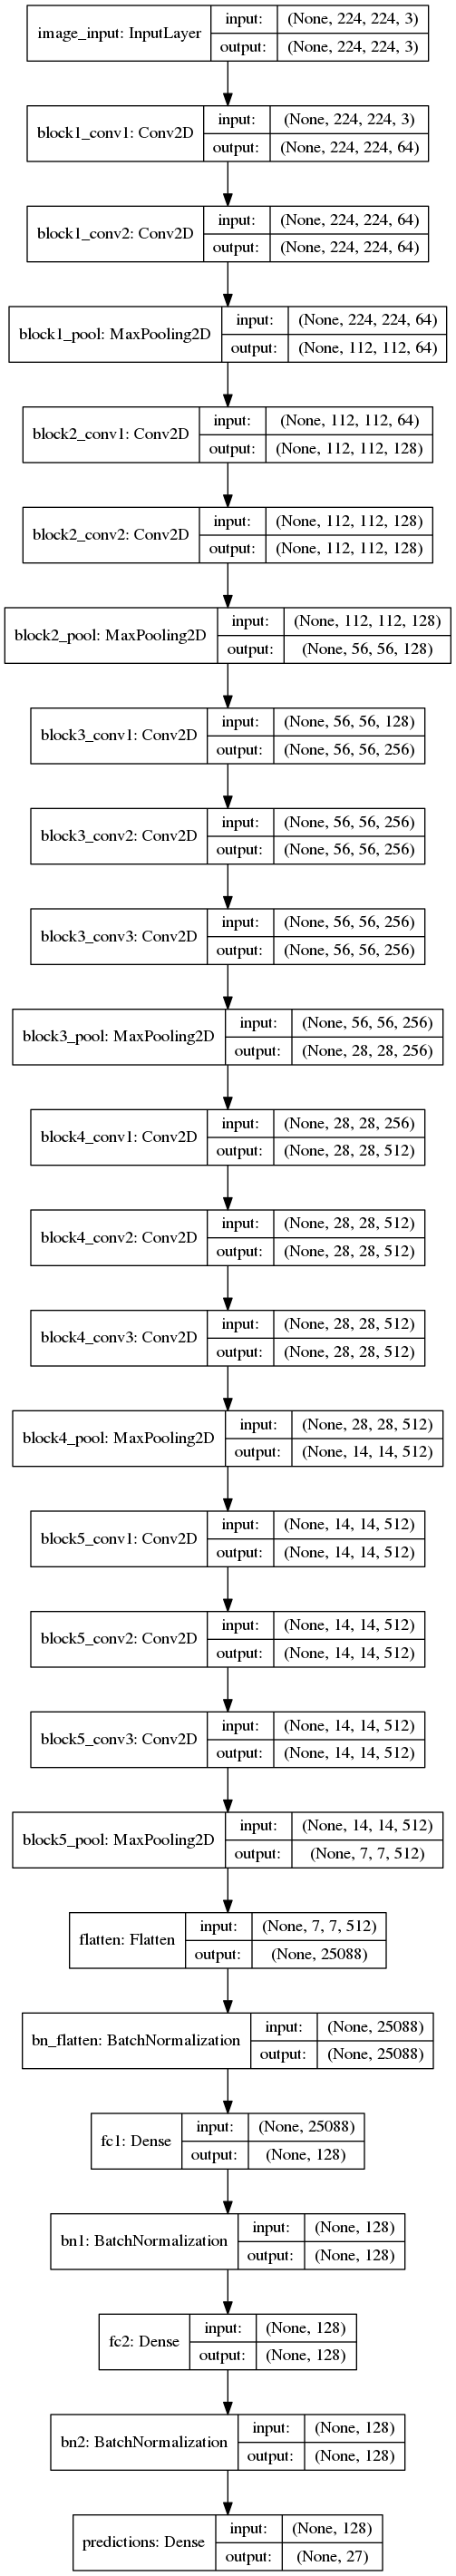 image_input: InputLayer
input: (None, 224, 224, 3)
output: (None, 224, 224, 3)
block1_conv1: Conv2D
input: (None, 224, 224, 3)
output: (None, 224, 224, 64)
block1_conv2: Conv2D
input: (None, 224, 224, 64)
output: (None, 224, 224, 64)
block1_pool: MaxPooling2D
input: (None, 224, 224, 64)
output: (None, 112, 112, 64)
block2_conv1: Conv2D
input: (None, 112, 112, 64)
output: (None, 112, 112, 128)
block2_conv2: Conv2D
input: (None, 112, 112, 128)
output: (None, 112, 112, 128)
block2_pool: MaxPooling2D
input: (None, 112, 112, 128)
output: (None, 56, 56, 128)
block3_conv1: Conv2D
input: (None, 56, 56, 128)
output: (None, 56, 56, 256)
block3_conv2: Conv2D
input: (None, 56, 56, 256)
output: (None, 56, 56, 256)
block3_conv3: Conv2D
input: (None, 56, 56, 256)
output: (None, 56, 56, 256)
block3_pool: MaxPooling2D
input: (None, 56, 56, 256)
output: (None, 28, 28, 256)
block4_conv1: Conv2D
input: (None, 28, 28, 256)
output: (None, 28, 28, 512)
block4_conv2: Conv2D
input: (None, 28, 28, 512)
output: (None, 28, 28, 512)
block4_conv3: Conv2D
input: (None, 28, 28, 512)
output: (None, 28, 28, 512)
block4_pool: MaxPooling2D
input: (None, 28, 28, 512)
output: (None, 14, 14, 512)
block5_conv1: Conv2D
input: (None, 14, 14, 512)
output: (None, 14, 14, 512)
block5_conv2: Conv2D
input: (None, 14, 14, 512)
output: (None, 14, 14, 512)
block5_conv3: Conv2D
input: (None, 14, 14, 512)
output: (None, 14, 14, 512)
block5_pool: MaxPooling2D
input: (None, 14, 14, 512)
output: (None, 7, 7, 512)
flatten: Flatten
input: (None, 7, 7, 512)
output: (None, 25088)
bn_flatten: BatchNormalization
input: (None, 25088)
output: (None, 25088)
fc1: Dense
input: (None, 25088)
output: (None, 128)
bn1: BatchNormalization
input: (None, 128)
output: (None, 128)
fc2: Dense
input: (None, 128)
output: (None, 128)
bn2: BatchNormalization
input: (None, 128)
output: (None, 128)
predictions: Dense
input: (None, 128)
output: (None, 27)